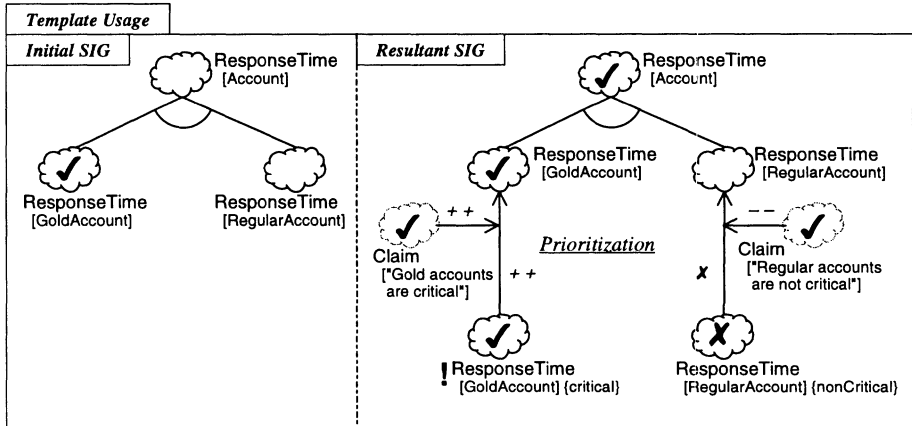 Template Usage
Initial SIG
ResponseTime
[Account]
ResponseTime
[GoldAccount]
ResponseTime
[RegularAccount]
Resultant SIG
ResponseTime
[Account]
ResponseTime
[GoldAccount]
ResponseTime
[RegularAccount]
++
Claim
["Gold accounts
are critical"]
Prioritization
--
Claim
["Regular accounts
are not critical"]
++
! ResponseTime
[GoldAccount] {critical}
ResponseTime
[RegularAccount] {nonCritical}